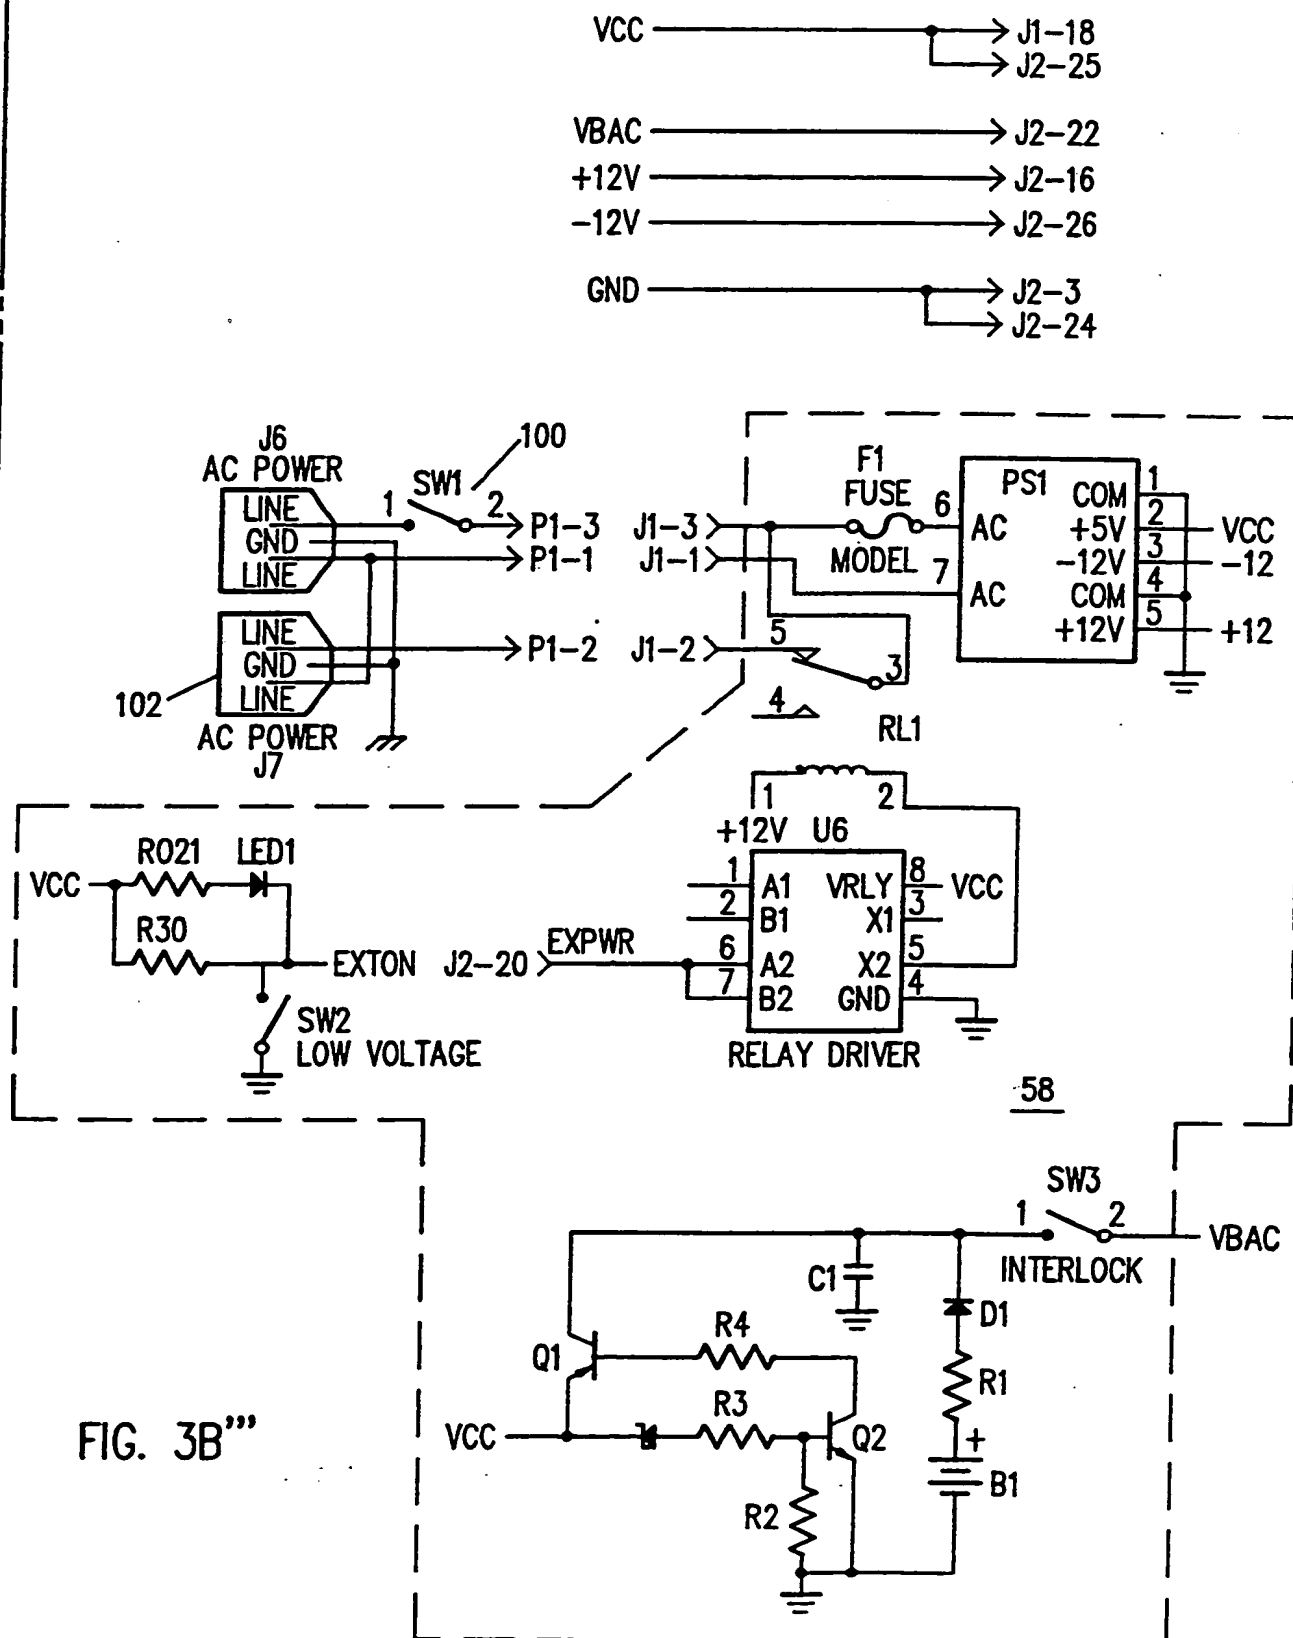 VCC J1-18
J2-25
VBAC J2-22
+12V J2-16
-12V J2-26
GND J2-3
J2-24
J6
AC POWER
LINE
GND
LINE
1 SW1 2
100
P1-3
P1-1
LINE
GND
LINE
102
AC POWER
J7
P1-2
J1-3
J1-1
J1-2
F1
FUSE
MODEL
6
7
PS1
AC
AC
COM
+5V
-12V
COM
+12V
1
2
3
4
5
VCC
-12
+12
5
3
4
RL1
1 2
+12V U6
1 A1 VRLY 8 VCC
2 B1 X1 3
6 A2 X2 5
7 B2 GND 4
RELAY DRIVER
RO21 LED1
VCC
R30
EXTON
J2-20 EXPWR
SW2
LOW VOLTAGE
58
SW3
1 2
VBAC
INTERLOCK
C1
D1
R4
Q1
R1
R3
VCC
Q2
+
B1
R2
FIG. 3B'''